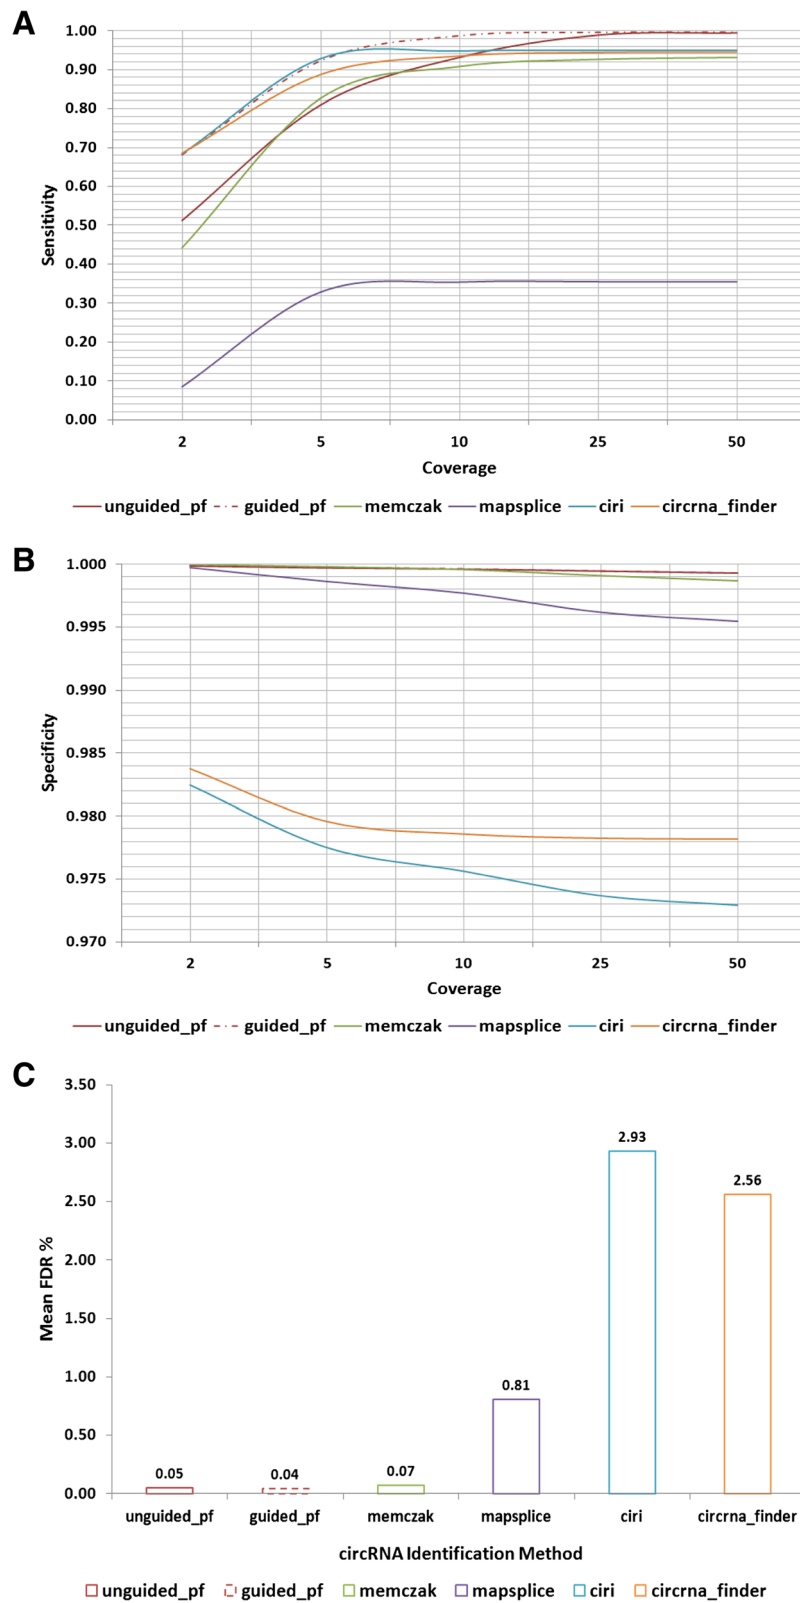 A
1.00
0.90
0.80
0.70
0.60
0.50
0.40
0.30
0.20
0.10
0.00
Sensitivity
2 5 10 25 50
Coverage
unguided_pf guided_pf memczak mapsplice ciri circrna_finder
B
1.000
0.995
0.990
0.985
0.980
0.975
0.970
Specificity
2 5 10 25 50
Coverage
unguided_pf guided_pf memczak mapsplice ciri circrna_finder
C
3.50
3.00
2.50
2.00
1.50
1.00
0.50
0.00
Mean FDR %
0.05 0.04 0.07 0.81 2.93 2.56
unguided_pf guided_pf memczak mapsplice ciri circrna_finder
circRNA Identification Method
unguided_pf guided_pf memczak mapsplice ciri circrna_finder